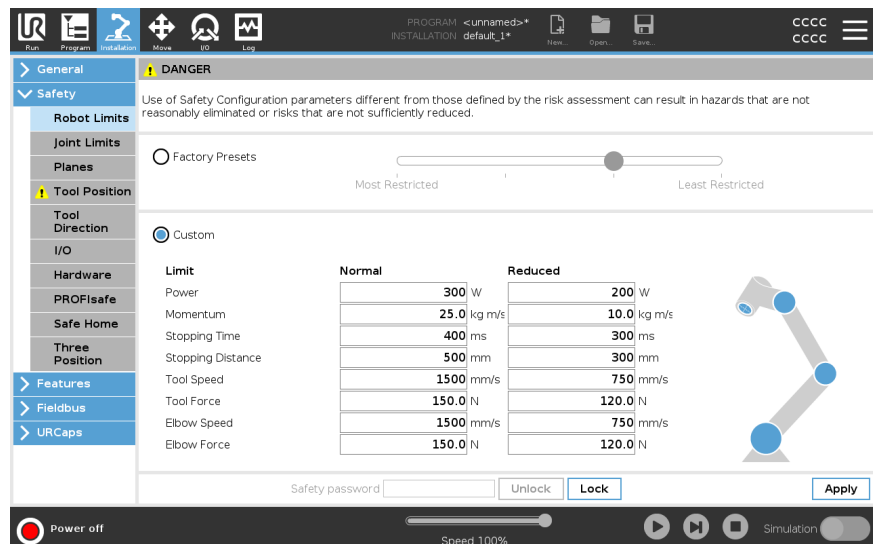 PROGRAM <unnamed>*
INSTALLATION default_1*
Run Program Installation Move I/O Log New... Open... Save...
cccc
cccc
General
Safety
Robot Limits
Joint Limits
Planes
Tool Position
Tool
Direction
I/O
Hardware
PROFIsafe
Safe Home
Three
Position
Features
Fieldbus
URCaps
DANGER
Use of Safety Configuration parameters different from those defined by the risk assessment can result in hazards that are not
reasonably eliminated or risks that are not sufficiently reduced.
Factory Presets
Most Restricted Least Restricted
Custom
Limit Normal Reduced
Power 300 W 200 W
Momentum 25.0 kg m/s 10.0 kg m/s
Stopping Time 400 ms 300 ms
Stopping Distance 500 mm 300 mm
Tool Speed 1500 mm/s 750 mm/s
Tool Force 150.0 N 120.0 N
Elbow Speed 1500 mm/s 750 mm/s
Elbow Force 150.0 N 120.0 N
Safety password Unlock Lock Apply
Power off
Speed 100%
Simulation